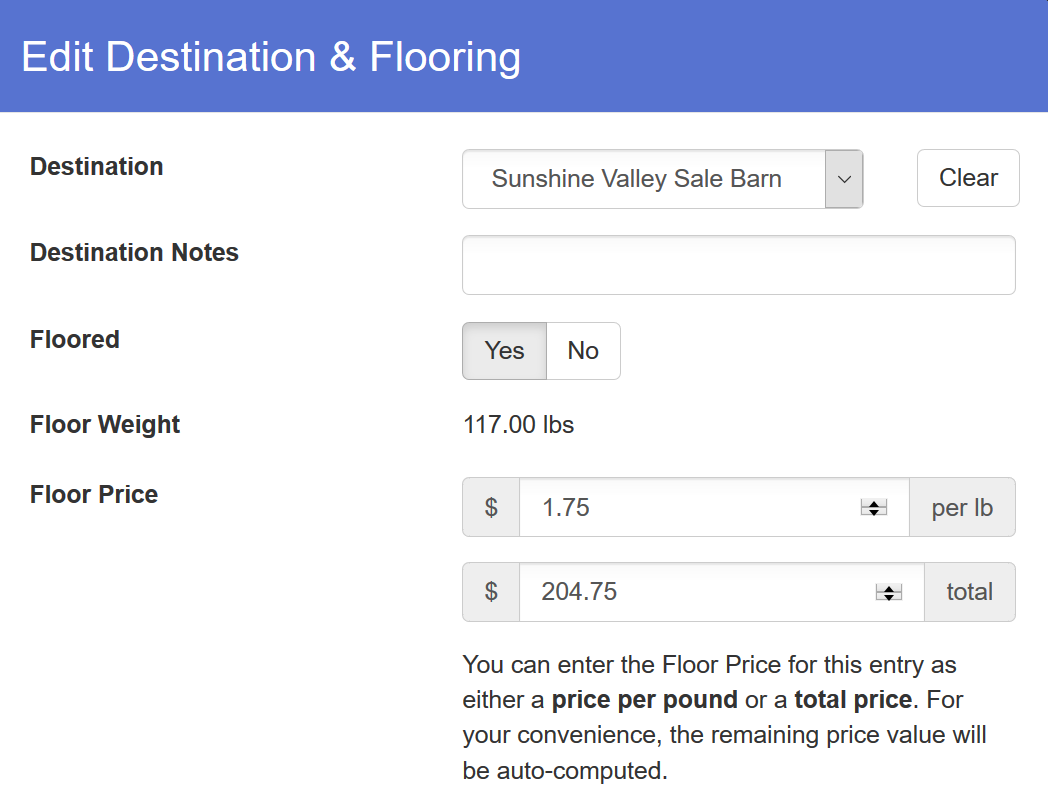 Edit Destination & Flooring
Destination
Sunshine Valley Sale Barn
Clear
Destination Notes
Floored
Yes
No
Floor Weight
117.00 lbs
Floor Price
$ 1.75 per lb
$ 204.75 total
You can enter the Floor Price for this entry as
either a price per pound or a total price. For
your convenience, the remaining price value will
be auto-computed.